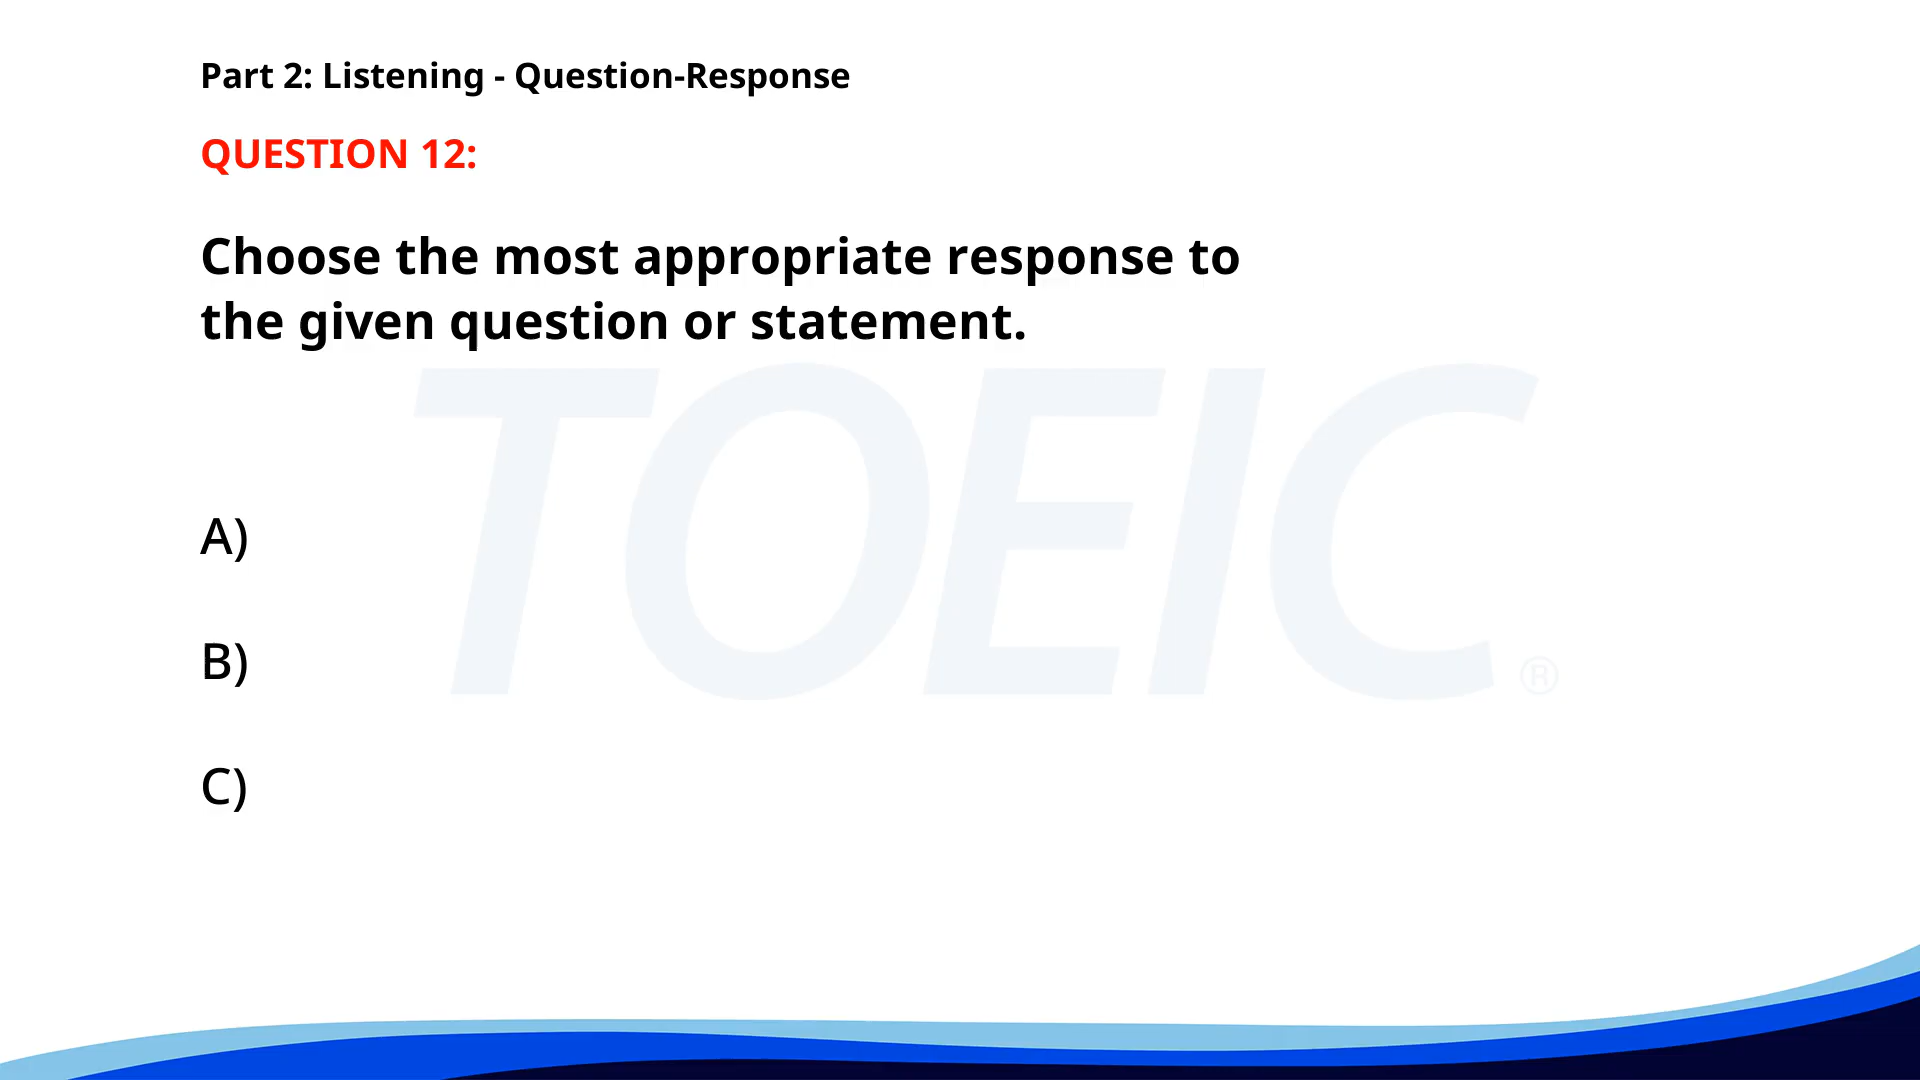 Part 2: Listening - Question-Response
QUESTION 12:
Choose the most appropriate response to
the given question or statement.
TOEIC®
A)
B)
C)